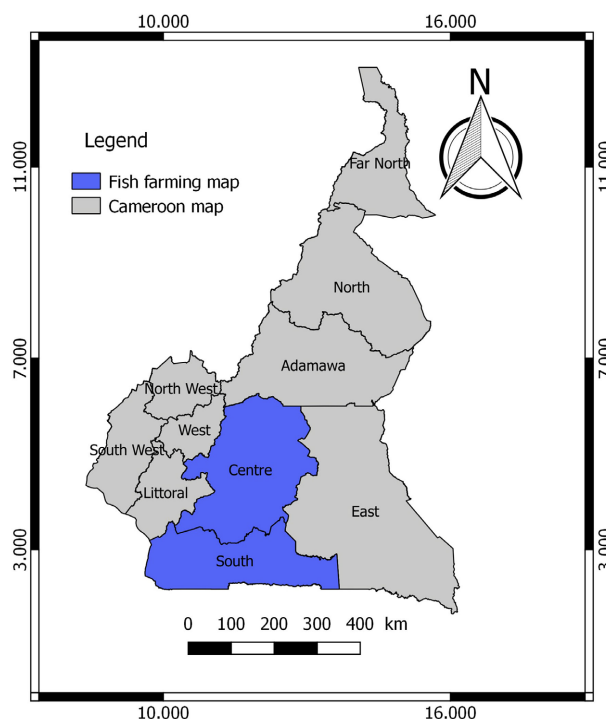 10.000 16.000
N
Legend
Fish farming map
Cameroon map
11.000 11.000
Far North
North
7.000 7.000
Adamawa
North West
West
South West
Centre
Littoral
East
3.000 3.000
South
0 100 200 300 400 km
10.000 16.000